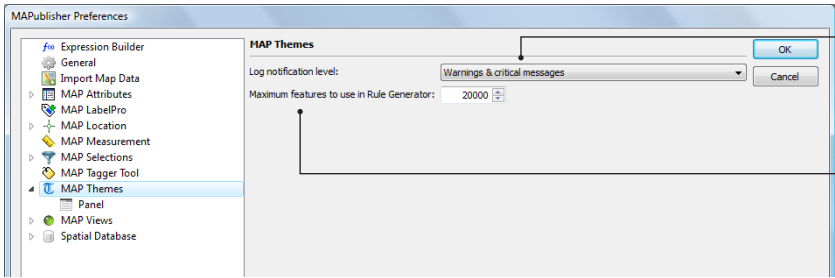 MAPublisher Preferences
f(x) Expression Builder
General
Import Map Data
MAP Attributes
MAP LabelPro
MAP Location
MAP Measurement
MAP Selections
MAP Tagger Tool
MAP Themes
Panel
MAP Views
Spatial Database
MAP Themes
Log notification level: Warnings & critical messages
Maximum features to use in Rule Generator: 20000
OK
Cancel